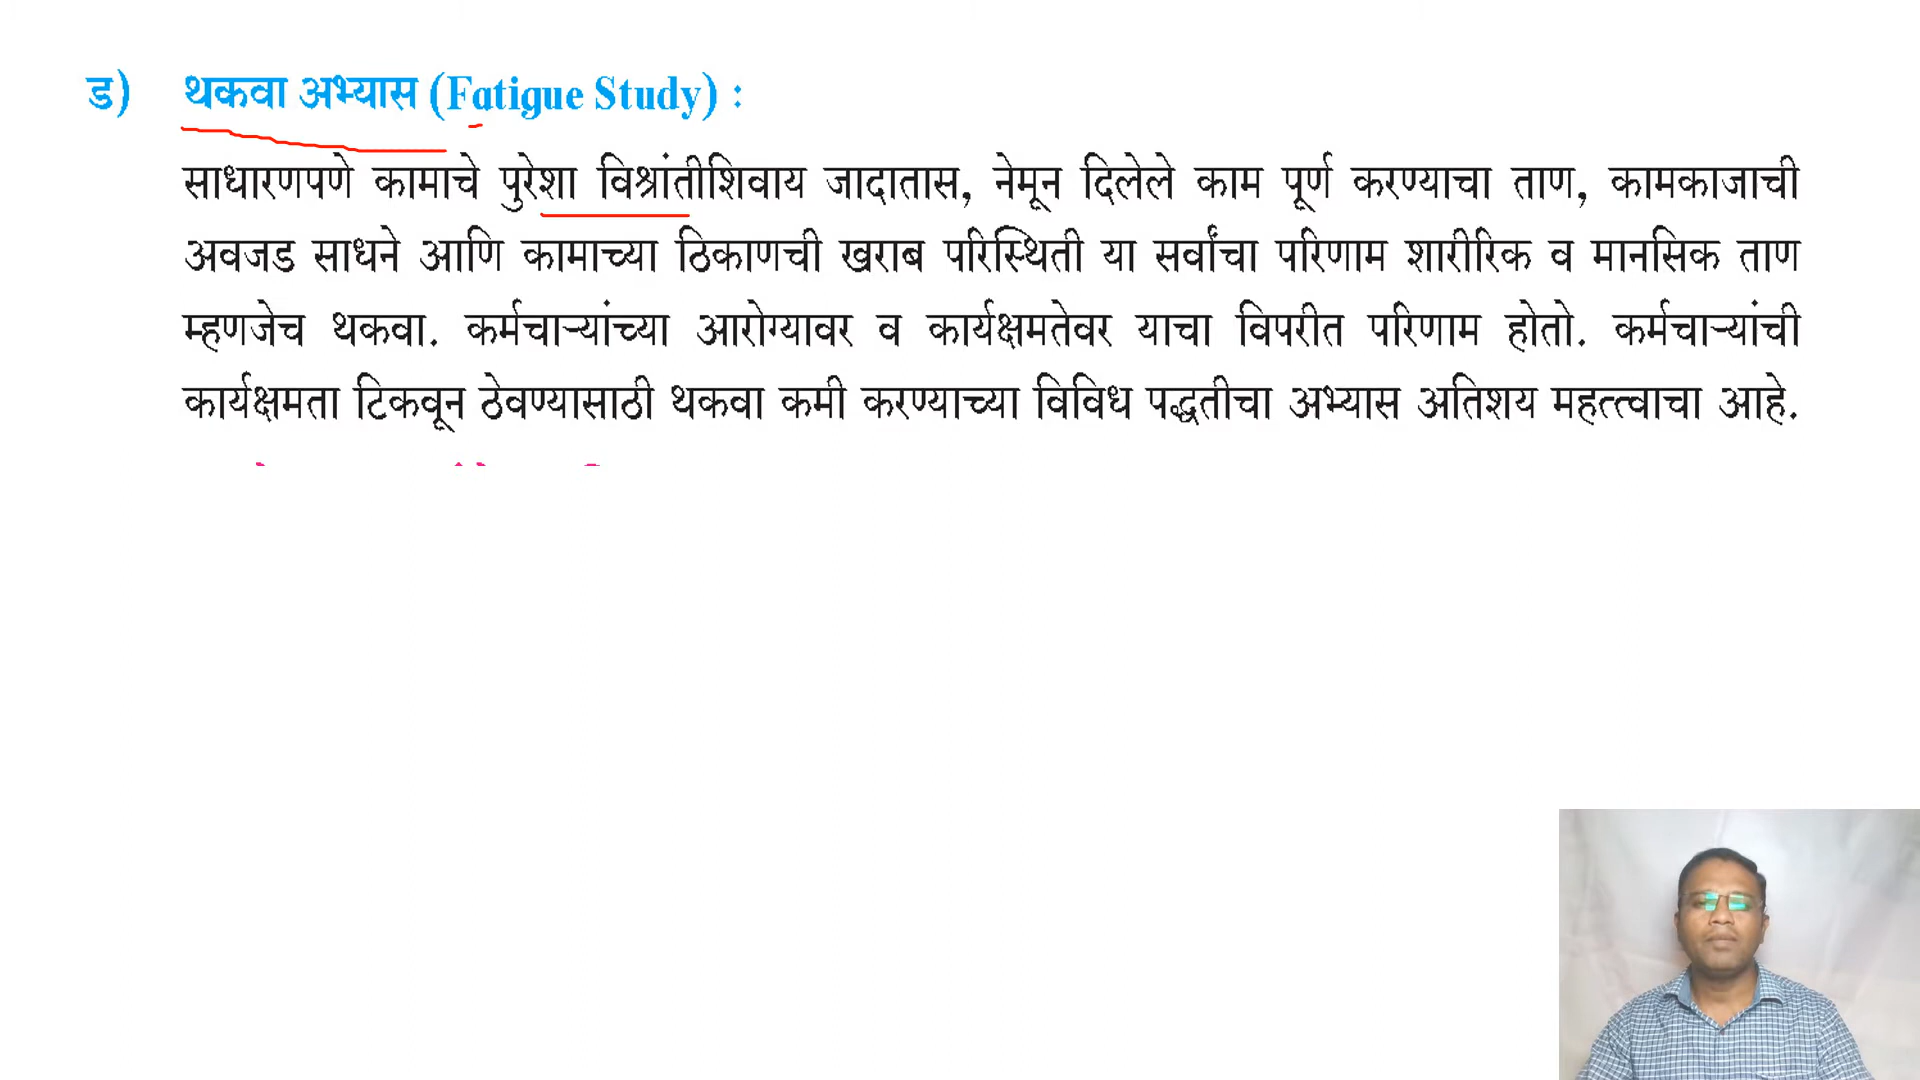 ड) थकवा अभ्यास (Fatigue Study) :
साधारणपणे कामाचे पुरेशा विश्रांतीशिवाय जादातास, नेमून दिलेले काम पूर्ण करण्याचा ताण, कामकाजाची
अवजड साधने आणि कामाच्या ठिकाणची खराब परिस्थिती या सर्वांचा परिणाम शारीरिक व मानसिक ताण
म्हणजेच थकवा. कर्मचाऱ्यांच्या आरोग्यावर व कार्यक्षमतेवर याचा विपरीत परिणाम होतो. कर्मचाऱ्यांची
कार्यक्षमता टिकवून ठेवण्यासाठी थकवा कमी करण्याच्या विविध पद्धतीचा अभ्यास अतिशय महत्त्वाचा आहे.